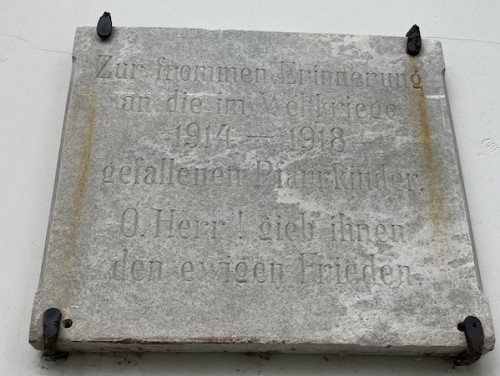 Zur frommen Erinnerung
an die im Weltkriege
1914 — 1918
gefallenen Pfarrkinder.
O. Herr! gieb ihnen
den ewigen Frieden.